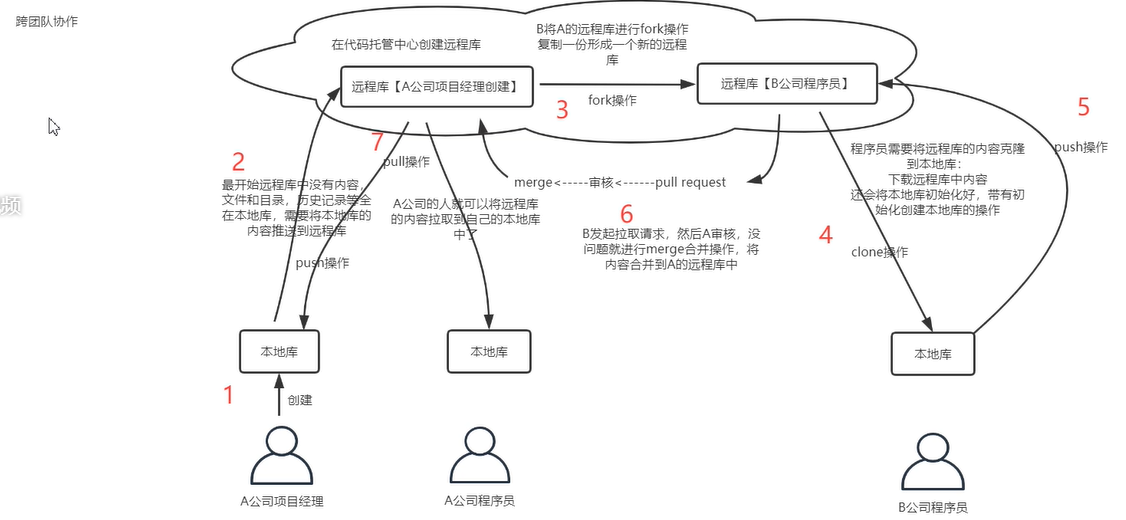 跨团队协作
B将A的远程库进行fork操作
复制一份形成一个新的远程
库
在代码托管中心创建远程库
远程库【A公司项目经理创建】
远程库【B公司程序员】
3
fork操作
5
push操作
2
最开始远程库中没有内容，
文件和目录，历史记录等全
在本地库，需要将本地库的
内容推送到远程库
push操作
7
pull操作
A公司的人就可以将远程库
的内容拉取到自己的本地库
中了
merge<-----审核<------pull request
6
B发起拉取请求，然后A审核，没
问题就进行merge合并操作，将
内容合并到A的远程库中
程序员需要将远程库的内容克隆
到本地库：
下载远程库中内容
还会将本地库初始化好，带有初
始化创建本地库的操作
4
clone操作
频
本地库
本地库
本地库
1
创建
A公司项目经理
A公司程序员
B公司程序员